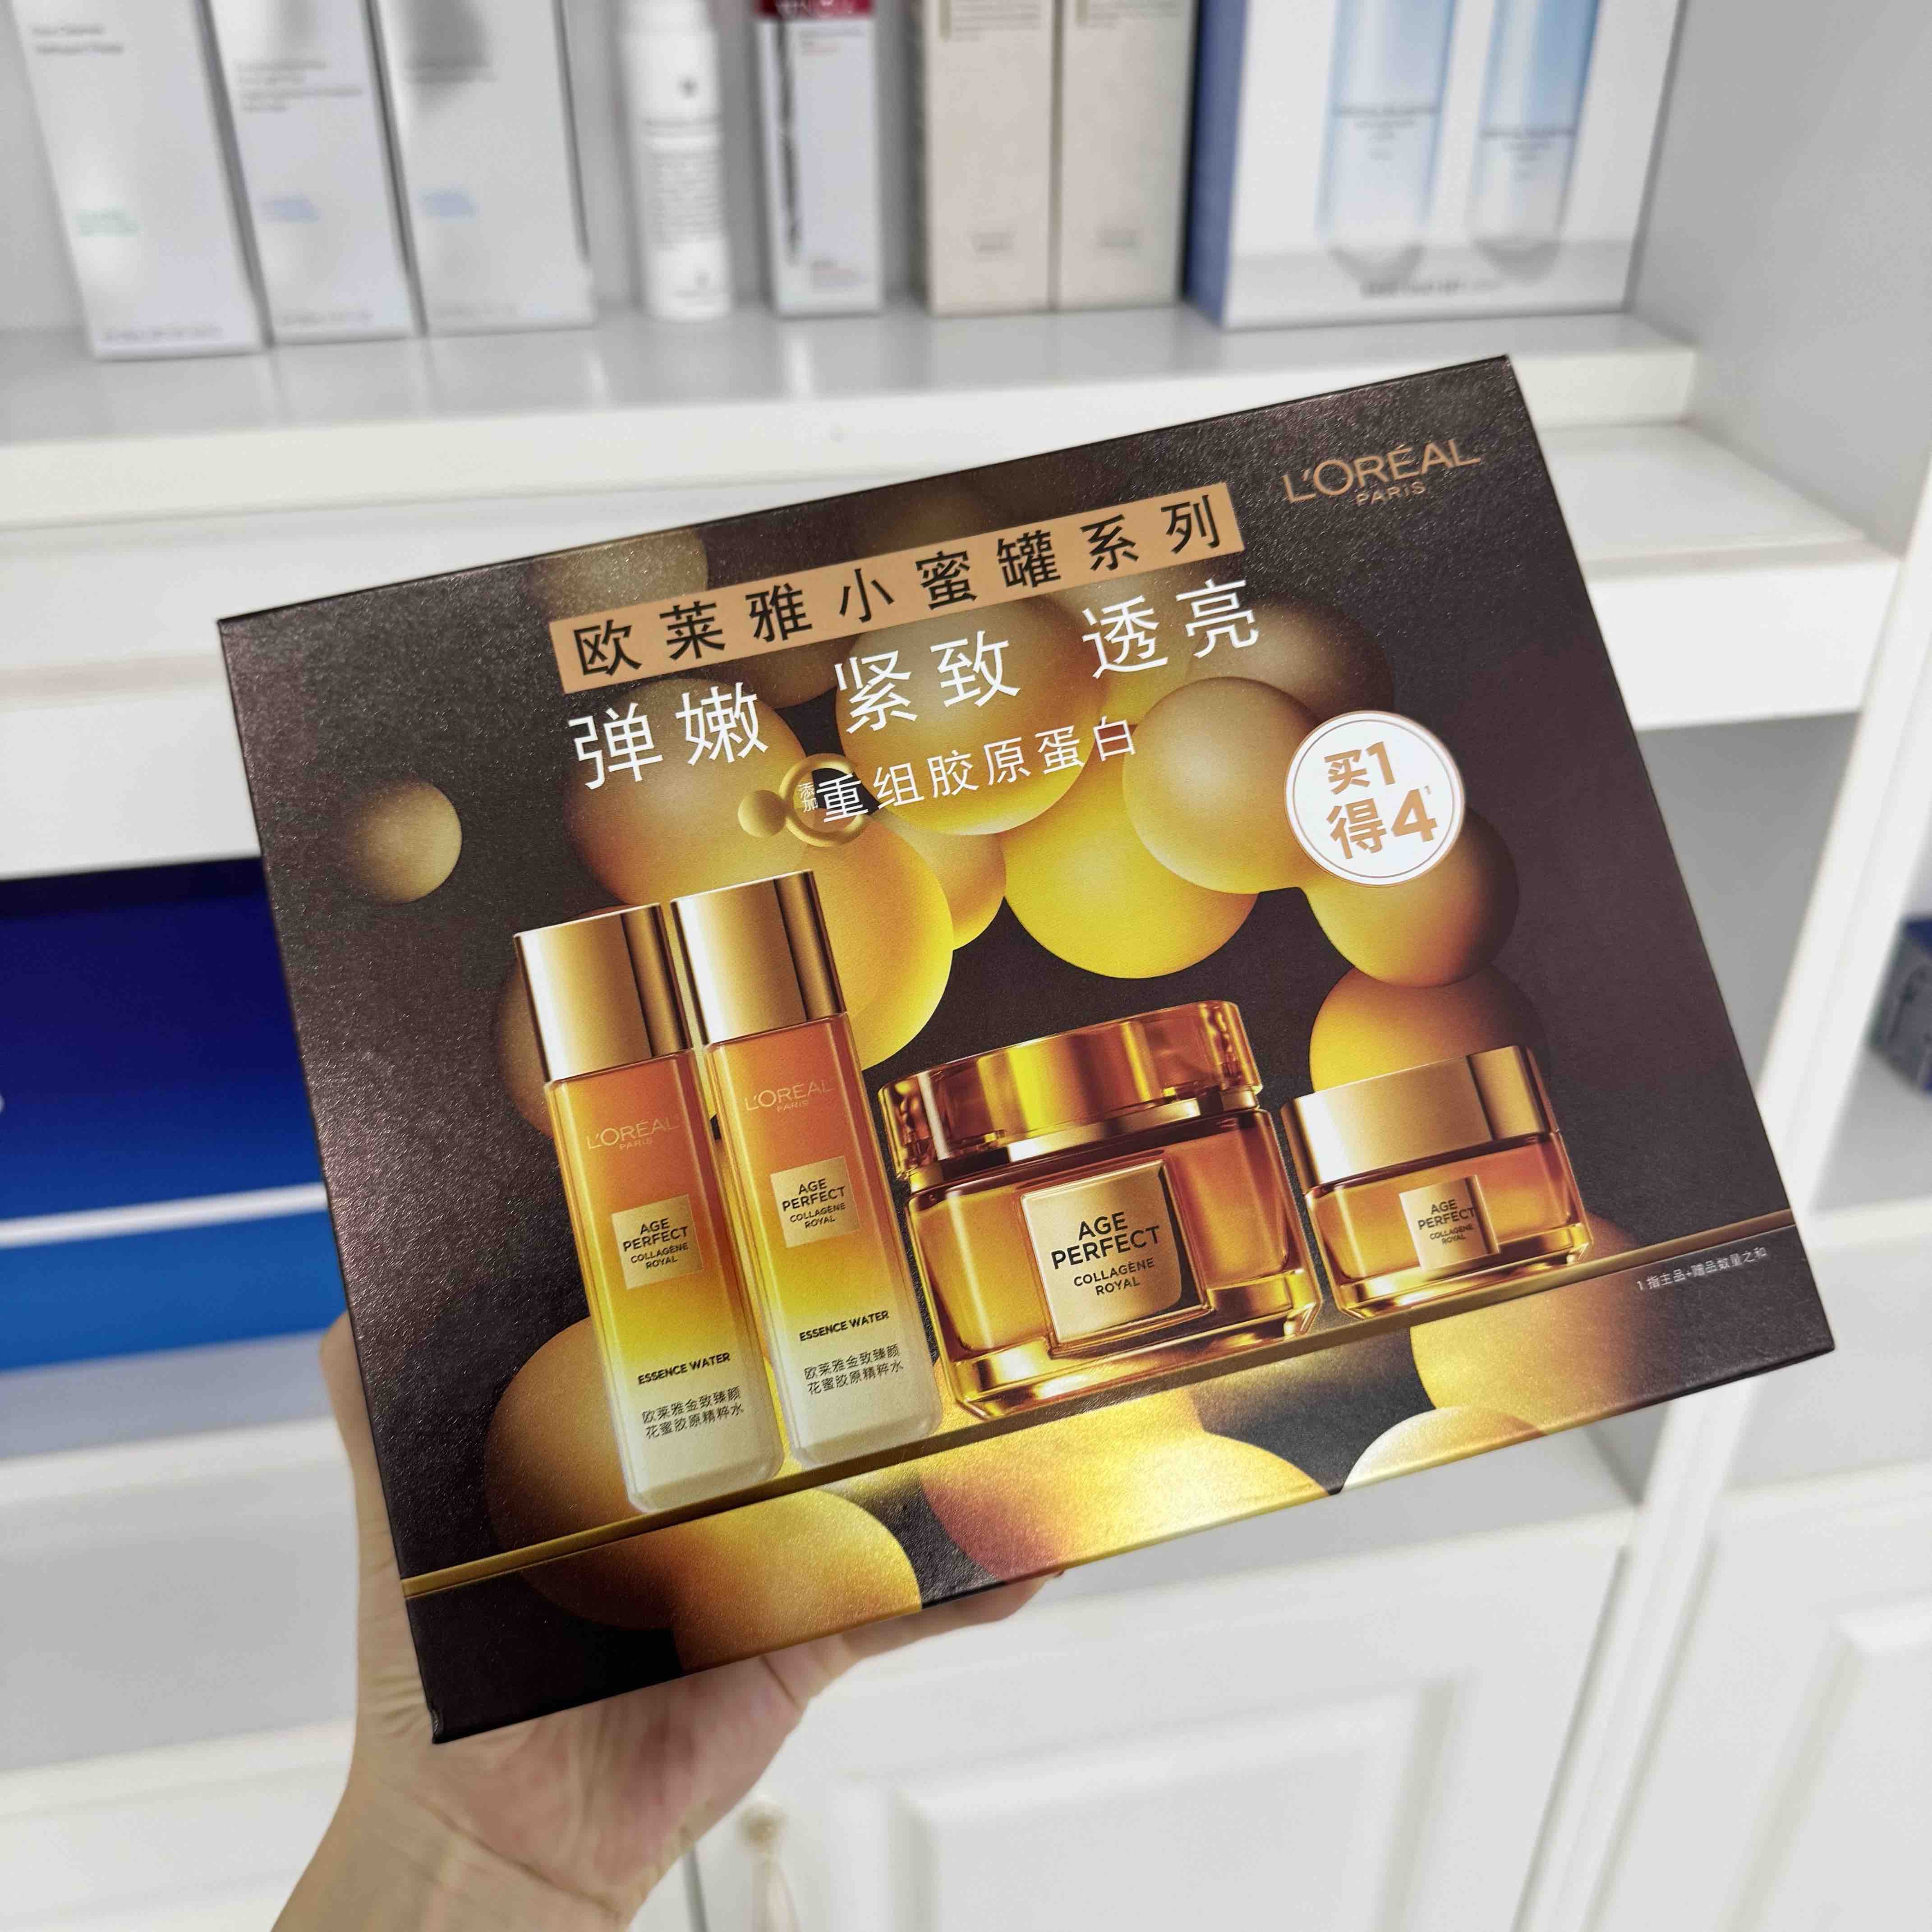 L'ORÉAL
PARIS
欧莱雅小蜜罐系列
弹嫩 紧致 透亮
添加重组胶原蛋白
买1
得4¹
L'ORÉAL
PARIS
AGE
PERFECT
COLLAGÈNE
ROYAL
ESSENCE WATER
欧莱雅金致臻颜
花蜜胶原精粹水
L'ORÉAL
PARIS
AGE
PERFECT
COLLAGÈNE
ROYAL
ESSENCE WATER
欧莱雅金致臻颜
花蜜胶原精粹水
AGE
PERFECT
COLLAGÈNE
ROYAL
AGE
PERFECT
COLLAGÈNE
ROYAL
1 指主品+赠品数量之和